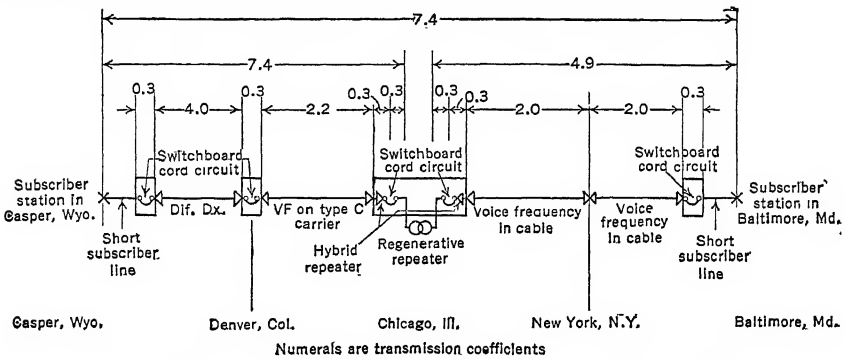 7.4
7.4
4.9
0.3
4.0
0.3
2.2
0.3
0.3
0.3
0.3
2.0
2.0
0.3
Switchboard
cord circuit
Switchboard
cord circuit
Switchboard
cord circuit
Subscriber
station in
Casper, Wyo.
Subscriber
station in
Baltimore, Md.
Dif. Dx.
VF on type C
carrier
Voice frequency
in cable
Voice
frequency
in cable
Short
subscriber
line
Hybrid
repeater
Regenerative
repeater
Short
subscriber
line
Casper, Wyo.
Denver, Col.
Chicago, Ill.
New York, N.Y.
Baltimore, Md.
Numerals are transmission coefficients